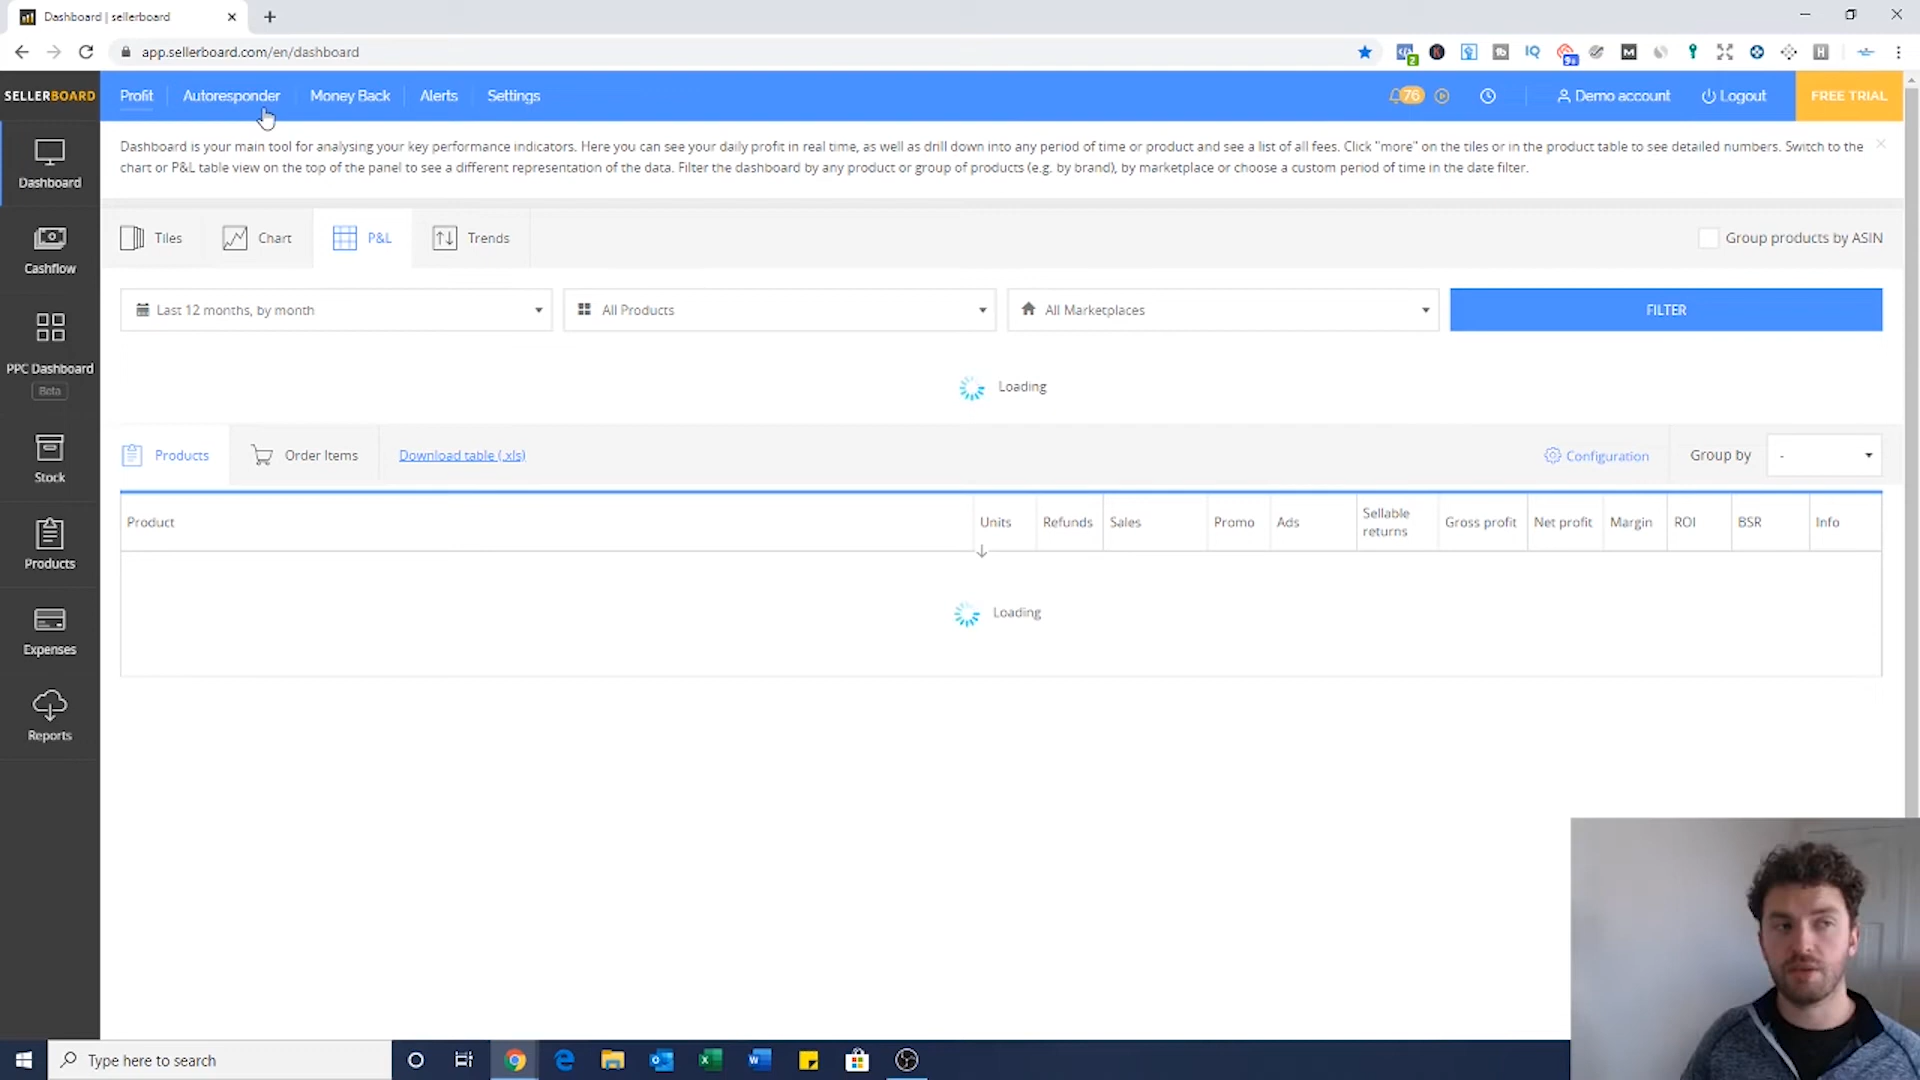 Dashboard | sellerboard
app.sellerboard.com/en/dashboard
SELLERBOARD
Profit
Autoresponder
Money Back
Alerts
Settings
76
Demo account
Logout
FREE TRIAL
Dashboard is your main tool for analysing your key performance indicators. Here you can see your daily profit in real time, as well as drill down into any period of time or product and see a list of all fees. Click "more" on the tiles or in the product table to see detailed numbers. Switch to the
chart or P&L table view on the top of the panel to see a different representation of the data. Filter the dashboard by any product or group of products (e.g. by brand), by marketplace or choose a custom period of time in the date filter.
Dashboard
Cashflow
PPC Dashboard
Beta
Stock
Products
Expenses
Reports
Tiles
Chart
P&L
Trends
Group products by ASIN
Last 12 months, by month
All Products
All Marketplaces
FILTER
Loading
Products
Order Items
Download table (.xls)
Configuration
Group by
-
Product
Units
Refunds
Sales
Promo
Ads
Sellable
returns
Gross profit
Net profit
Margin
ROI
BSR
Info
Loading
Type here to search